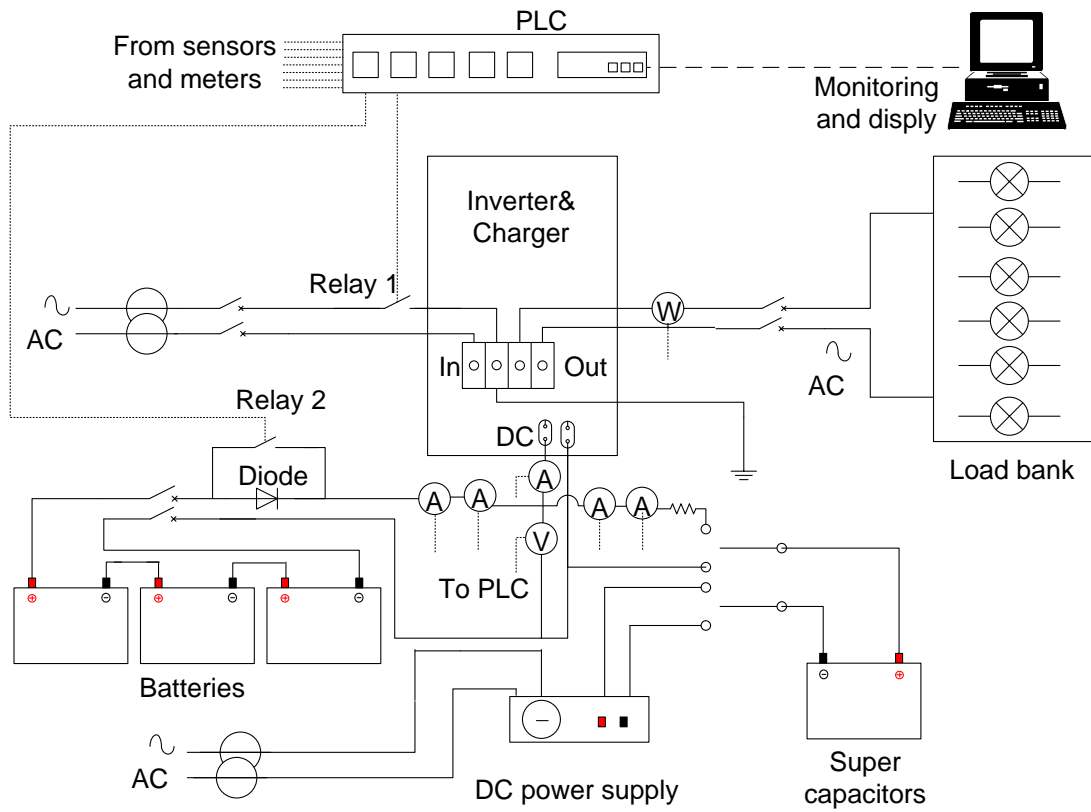 PLC
From sensors
and meters
Monitoring
and disply
Inverter&
Charger
Relay 1
AC
In
Out
W
AC
Relay 2
DC
Load bank
Diode
A
A
A
A
A
V
To PLC
Batteries
AC
DC power supply
Super
capacitors